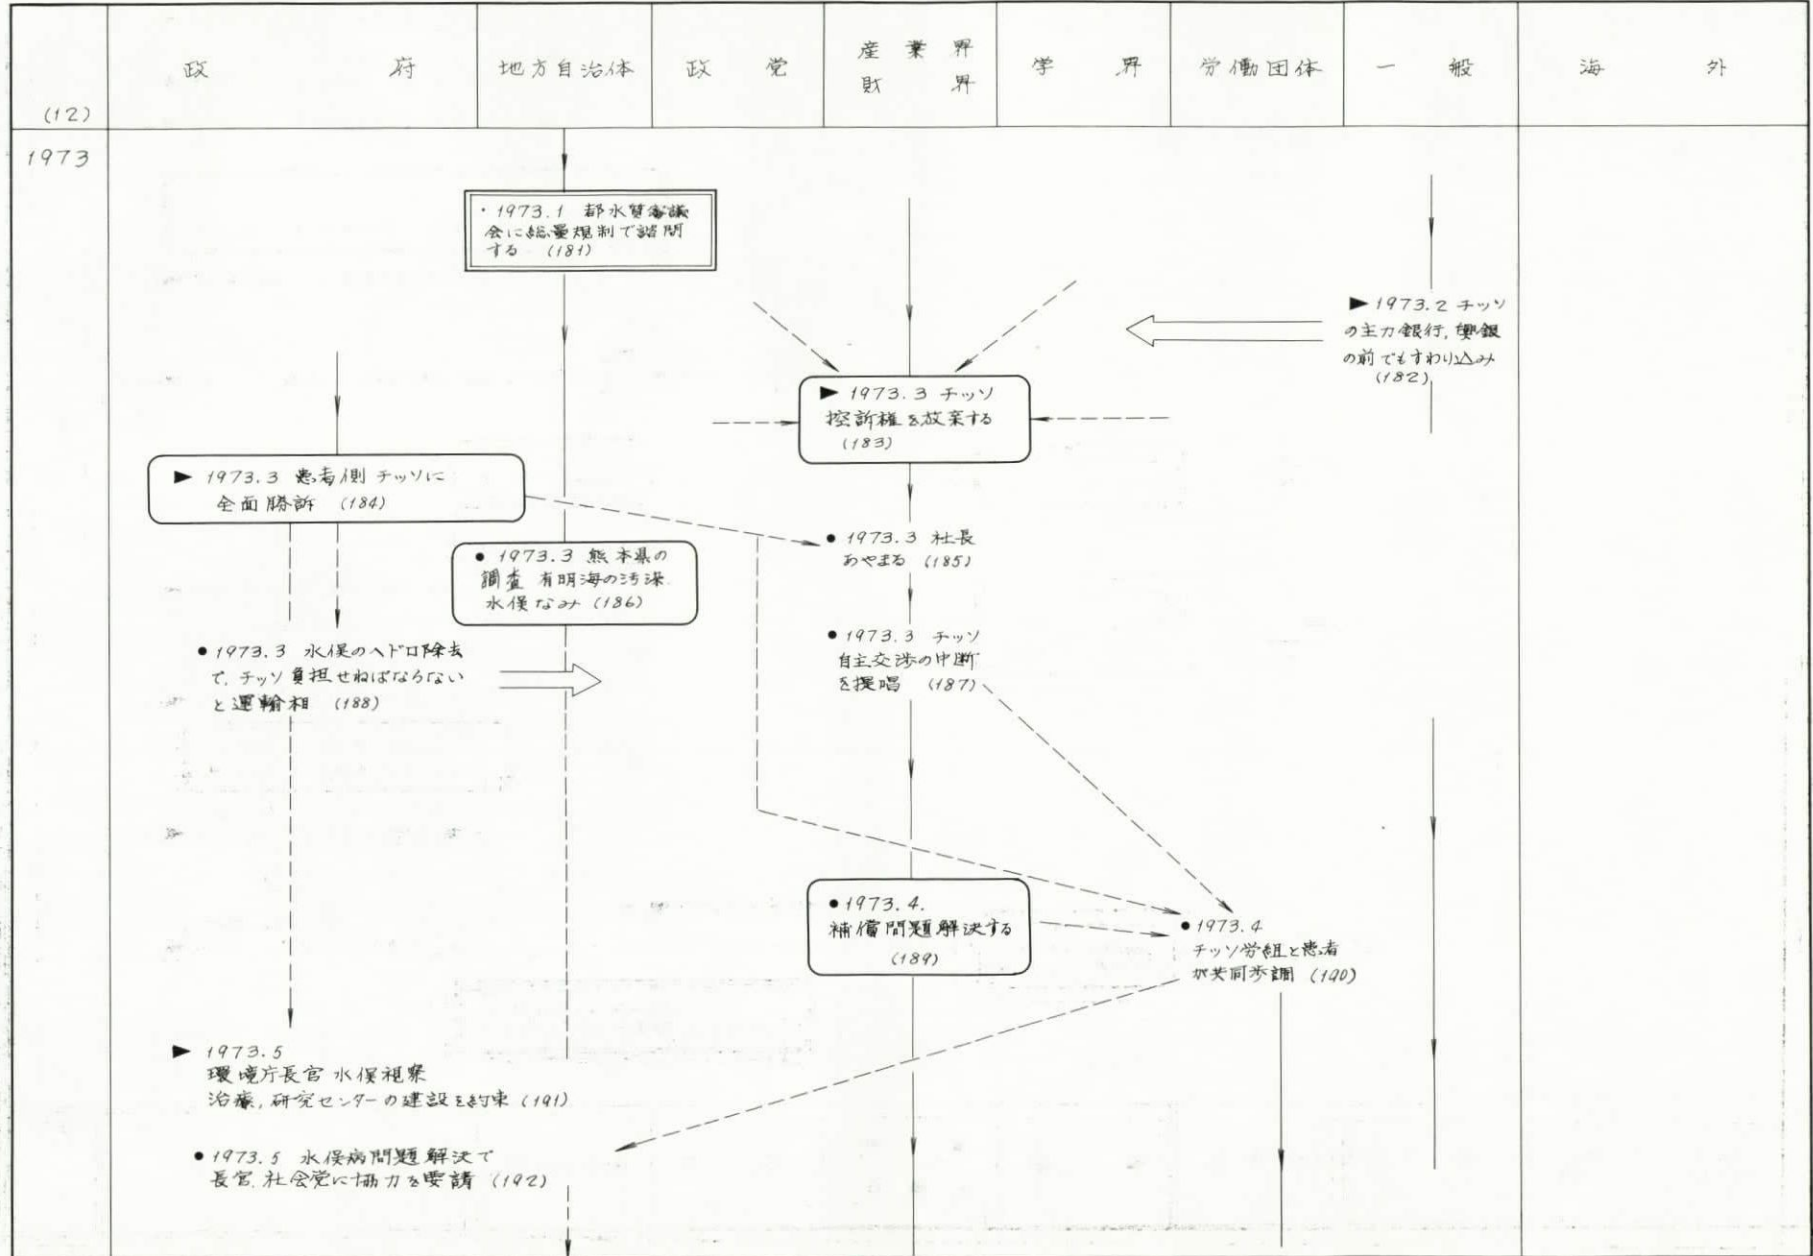 (12)
政府
地方自治体
政党
産業界
財界
学界
労働団体
一般
海外
1973
・1973.1 都水質審議
会に総量規制で諮問
する (181)
▶ 1973.2 チッソ
の主力銀行, 興銀
の前でもすわり込み
(182)
▶ 1973.3 チッソ
控訴権を放棄する
(183)
▶ 1973.3 患者側 チッソに
全面勝訴 (184)
● 1973.3 社長
あやまる (185)
● 1973.3 熊本県の
調査 有明海の汚染
水俣なみ (186)
● 1973.3 チッソ
自主交渉の中断
を提唱 (187)
● 1973.3 水俣のヘドロ除去
で, チッソ負担せねばならない
と運輸相 (188)
● 1973.4.
補償問題解決する
(189)
● 1973.4
チッソ労組と患者
が共同歩調 (190)
▶ 1973.5
環境庁長官 水俣視察
治療, 研究センターの建設を約束 (191)
● 1973.5 水俣病問題解決で
長官, 社会党に協力を要請 (192)